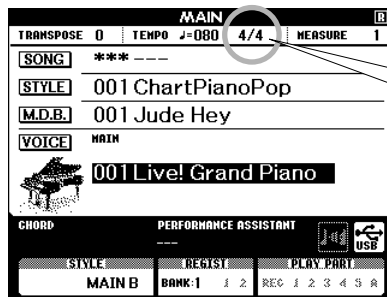 MAIN R
TRANSPOSE 0 TEMPO ♩=080 4/4 MEASURE 1
SONG *** ---
STYLE 001 ChartPianoPop
M.D.B. 001 Jude Hey
VOICE MAIN
001 Live! Grand Piano
CHORD PERFORMANCE ASSISTANT
--- USB
STYLE REGIST PLAY PART
MAIN B BANK:1 1 2 REC 1 2 3 4 5 A